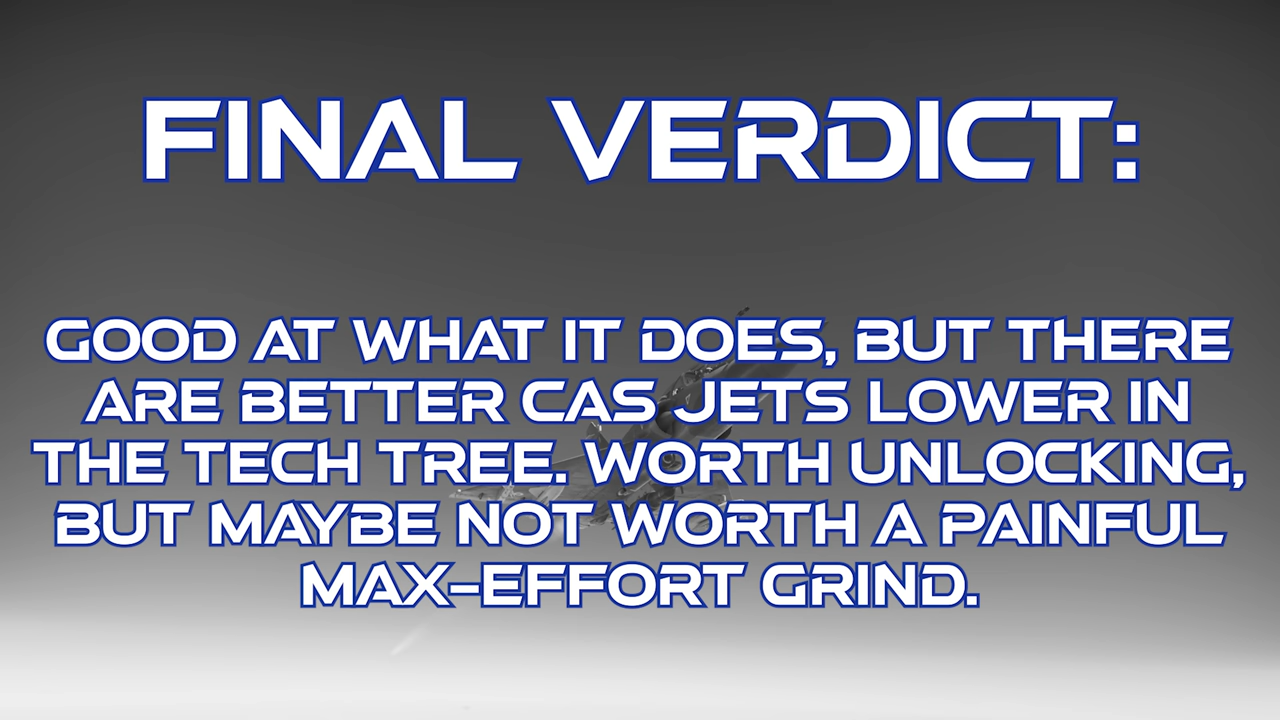 FINAL VERDICT:
GOOD AT WHAT IT DOES, BUT THERE
ARE BETTER CAS JETS LOWER IN
THE TECH TREE. WORTH UNLOCKING,
BUT MAYBE NOT WORTH A PAINFUL
MAX-EFFORT GRIND.